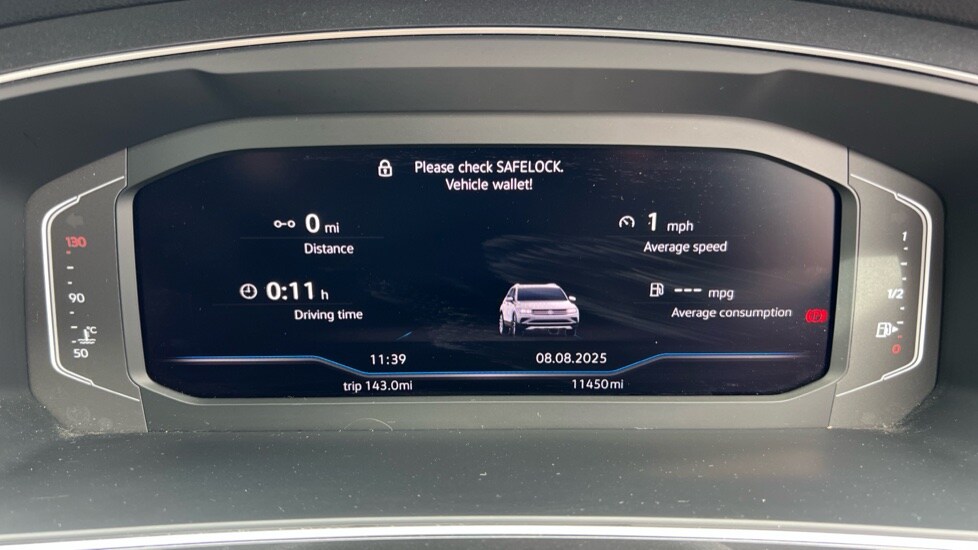 Please check SAFELOCK.
Vehicle wallet!
0 mi
Distance
1 mph
Average speed
0:11 h
Driving time
--- mpg
Average consumption
11:39
08.08.2025
trip 143.0mi
11450mi
130
90
°C
50
1
1/2
0